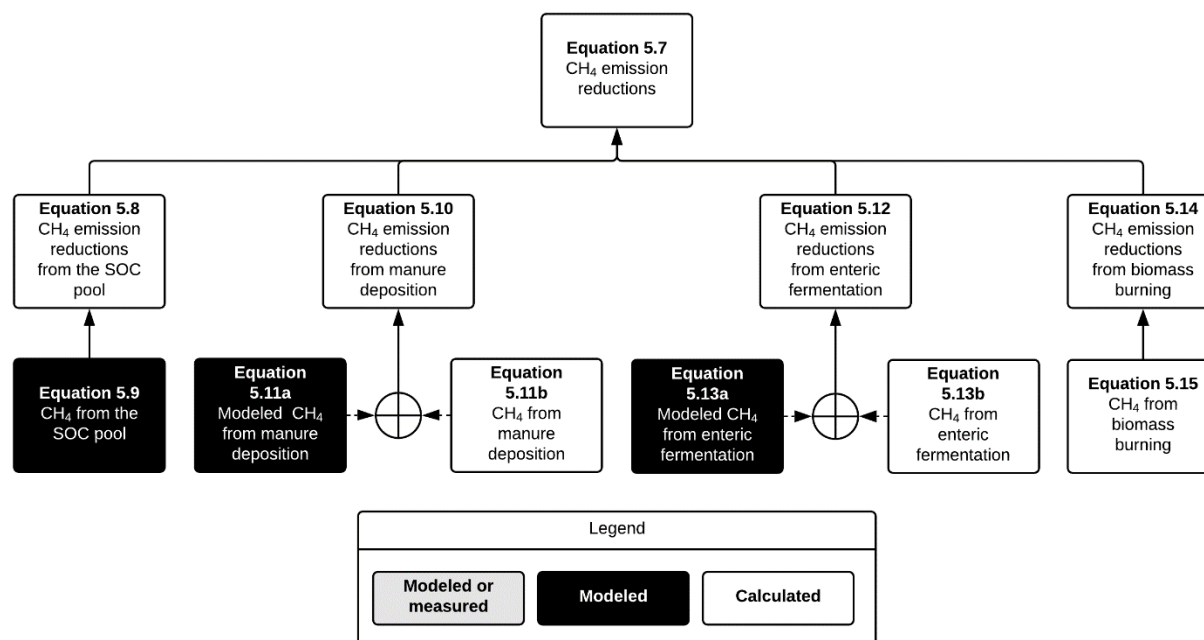 Equation 5.7
CH₄ emission
reductions
Equation 5.8
CH₄ emission
reductions
from the SOC
pool
Equation 5.10
CH₄ emission
reductions
from manure
deposition
Equation 5.12
CH₄ emission
reductions
from enteric
fermentation
Equation 5.14
CH₄ emission
reductions
from biomass
burning
Equation 5.9
CH₄ from the
SOC pool
Equation
5.11a
Modeled CH₄
from manure
deposition
Equation
5.11b
CH₄ from
manure
deposition
Equation
5.13a
Modeled CH₄
from enteric
fermentation
Equation
5.13b
CH₄ from
enteric
fermentation
Equation 5.15
CH₄ from
biomass
burning
Legend
Modeled or
measured
Modeled
Calculated